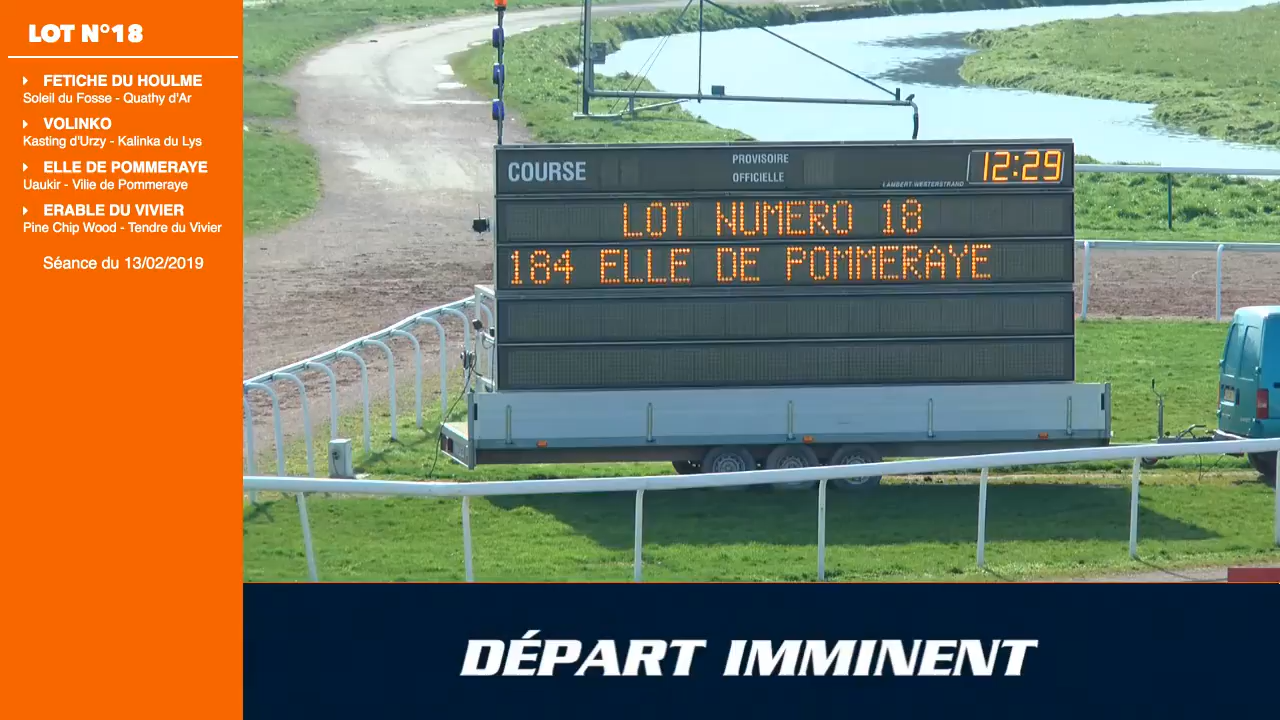 LOT N°18
FETICHE DU HOULME
Soleil du Fosse - Quathy d'Ar
VOLINKO
Kasting d'Urzy - Kalinka du Lys
ELLE DE POMMERAYE
Uaukir - Vilie de Pommeraye
ERABLE DU VIVIER
Pine Chip Wood - Tendre du Vivier
Séance du 13/02/2019
COURSE
PROVISOIRE
OFFICIELLE
12:29
LAMBERT-WESTERSTRAND
LOT NUMERO 18
184 ELLE DE POMMERAYE
DÉPART IMMINENT